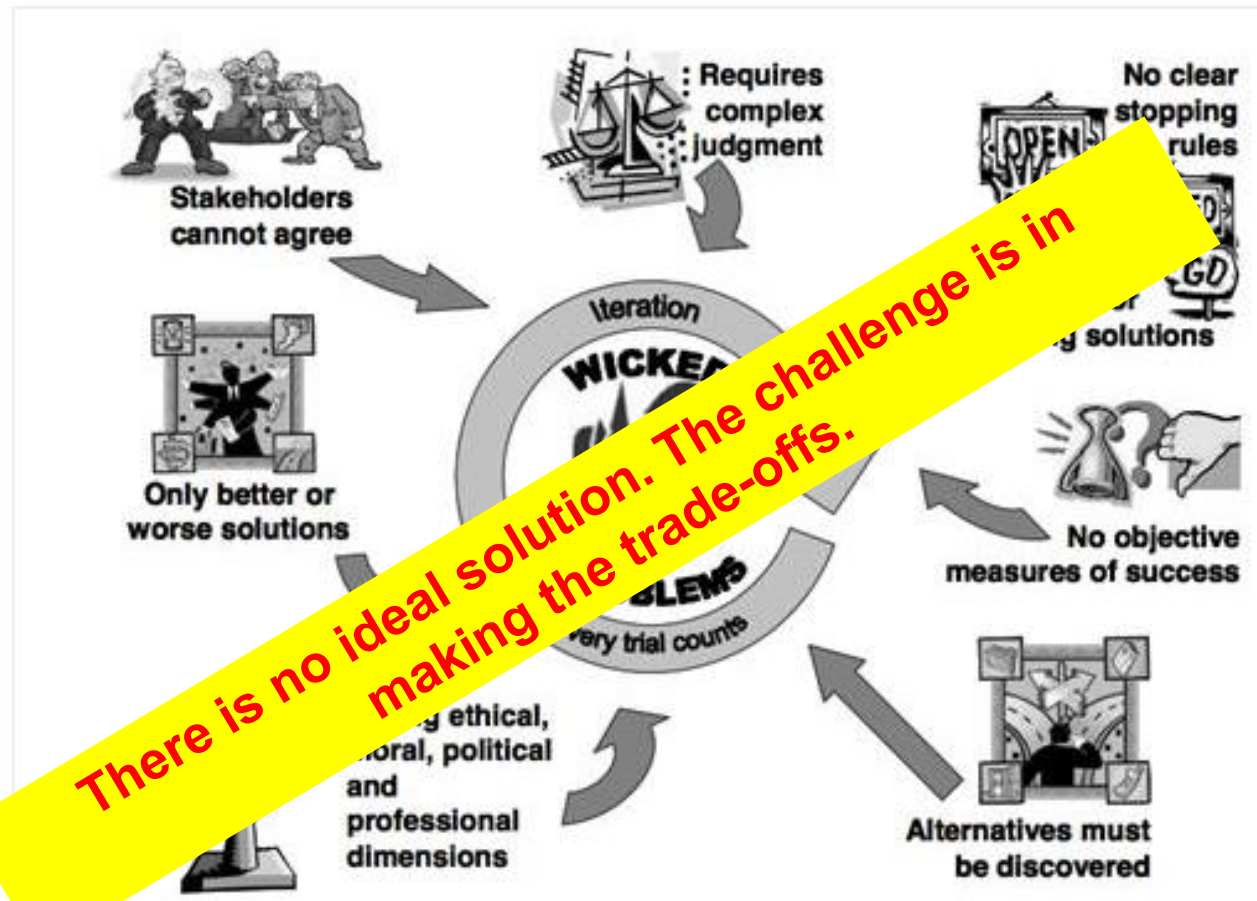 Stakeholders
cannot agree
Requires
complex
judgment
No clear
stopping
rules
OPEN
GO
solutions
Iteration
There is no ideal solution. The challenge is in
making the trade-offs.
Only better or
worse solutions
No objective
measures of success
trial counts
ethical,
political
and
professional
dimensions
Alternatives must
be discovered